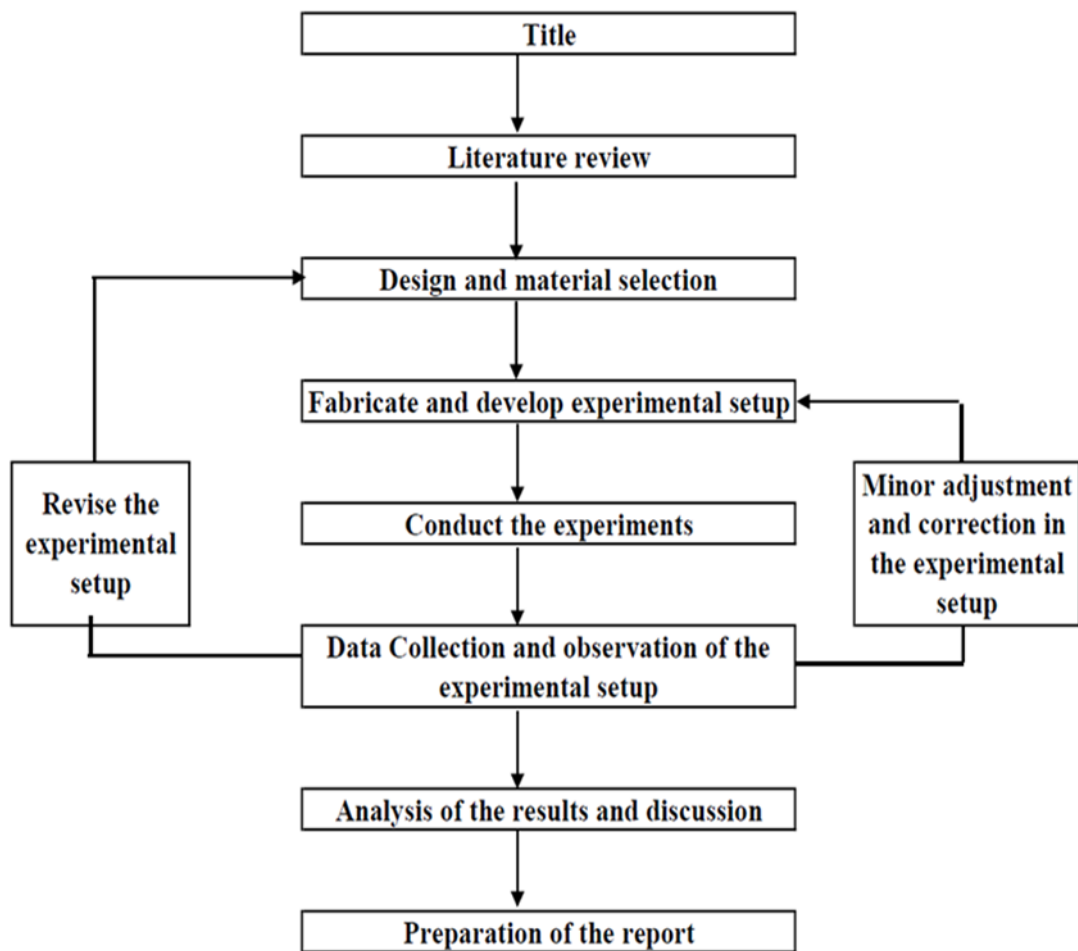 Title
Literature review
Design and material selection
Fabricate and develop experimental setup
Revise the
experimental
setup
Minor adjustment
and correction in
the experimental
setup
Conduct the experiments
Data Collection and observation of the
experimental setup
Analysis of the results and discussion
Preparation of the report